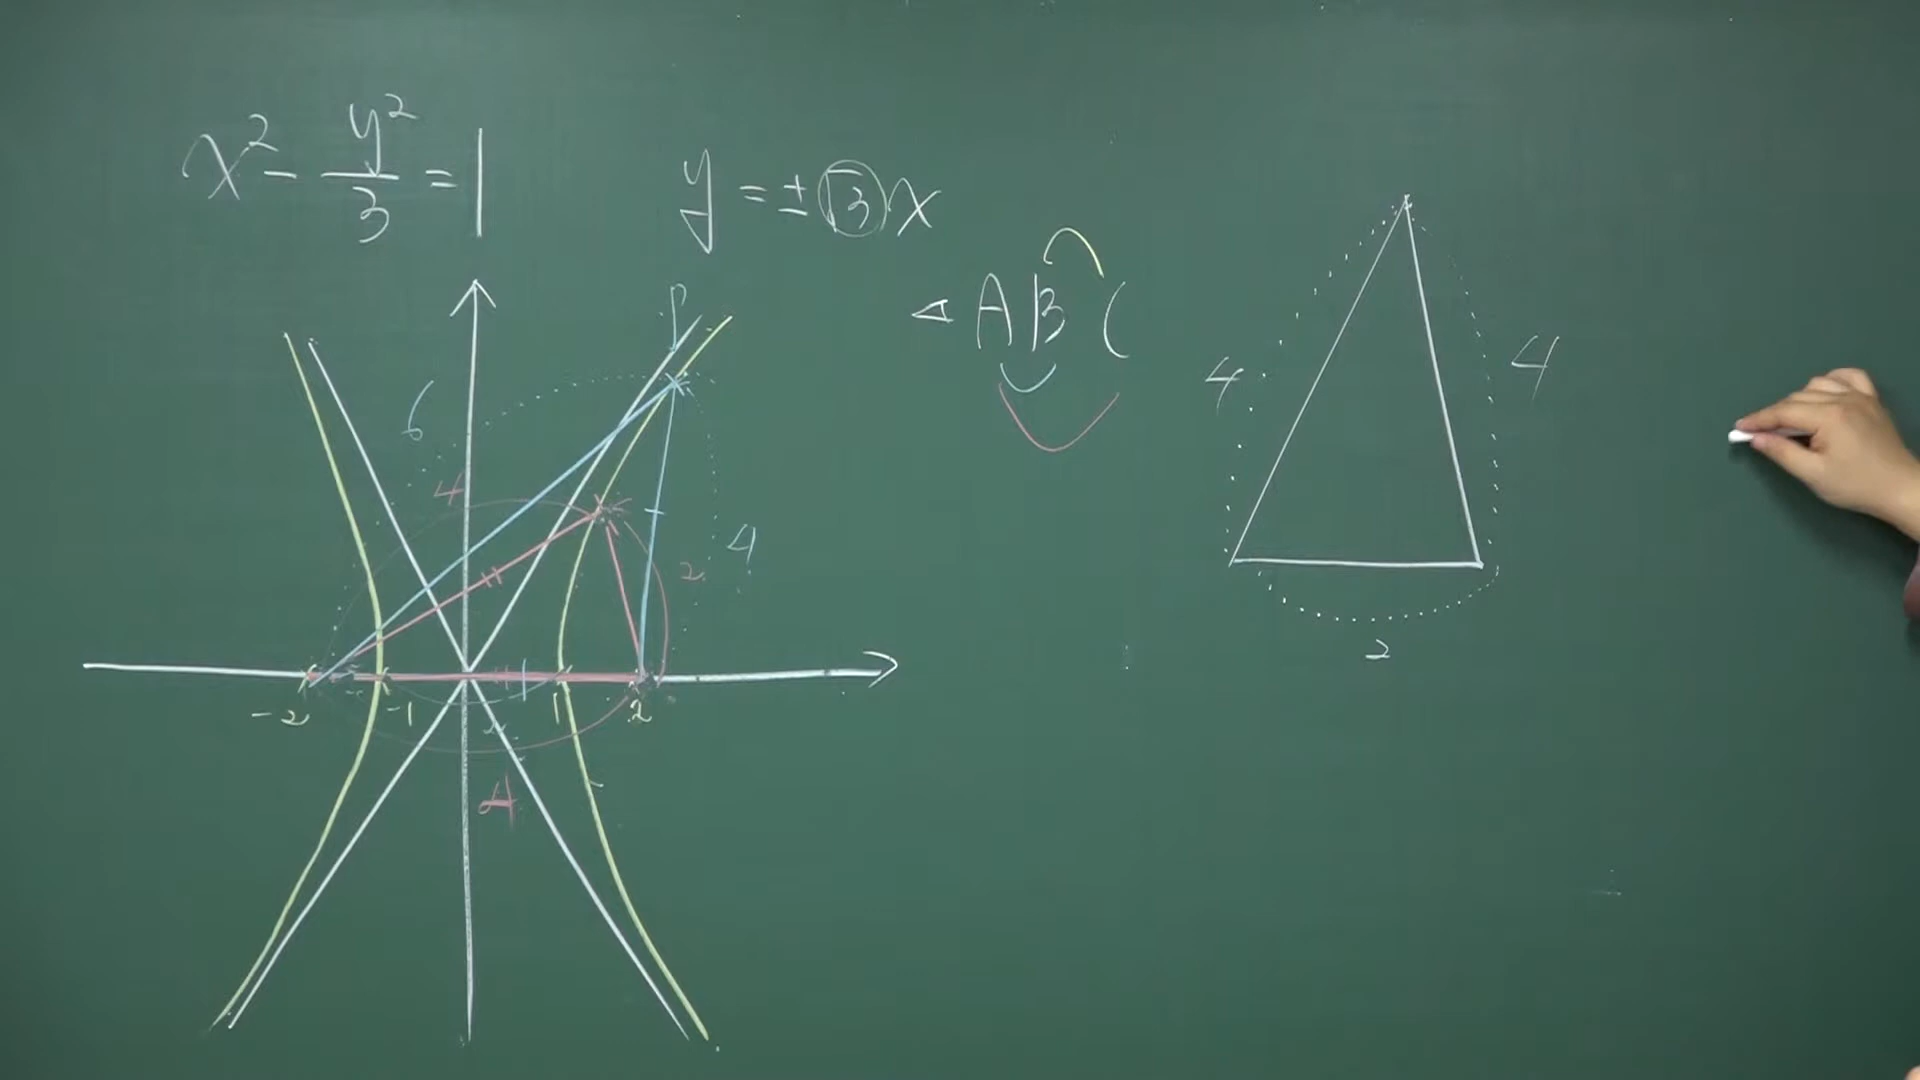 x² - y²/3 = 1
y = ±√3x
△ABC
P
6
4
4
2
-2 -1 1 2
4
4 4
2